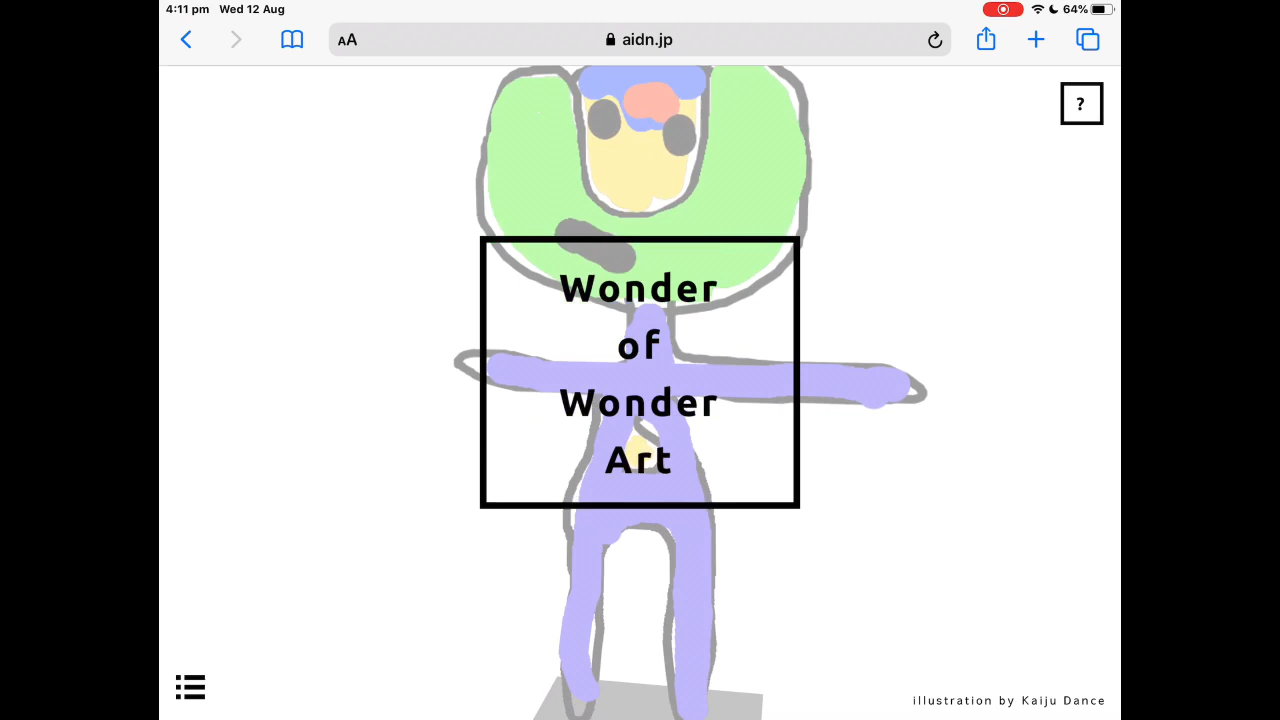 4:11 pm Wed 12 Aug 64%
AA aidn.jp
?
Wonder
of
Wonder
Art
illustration by Kaiju Dance